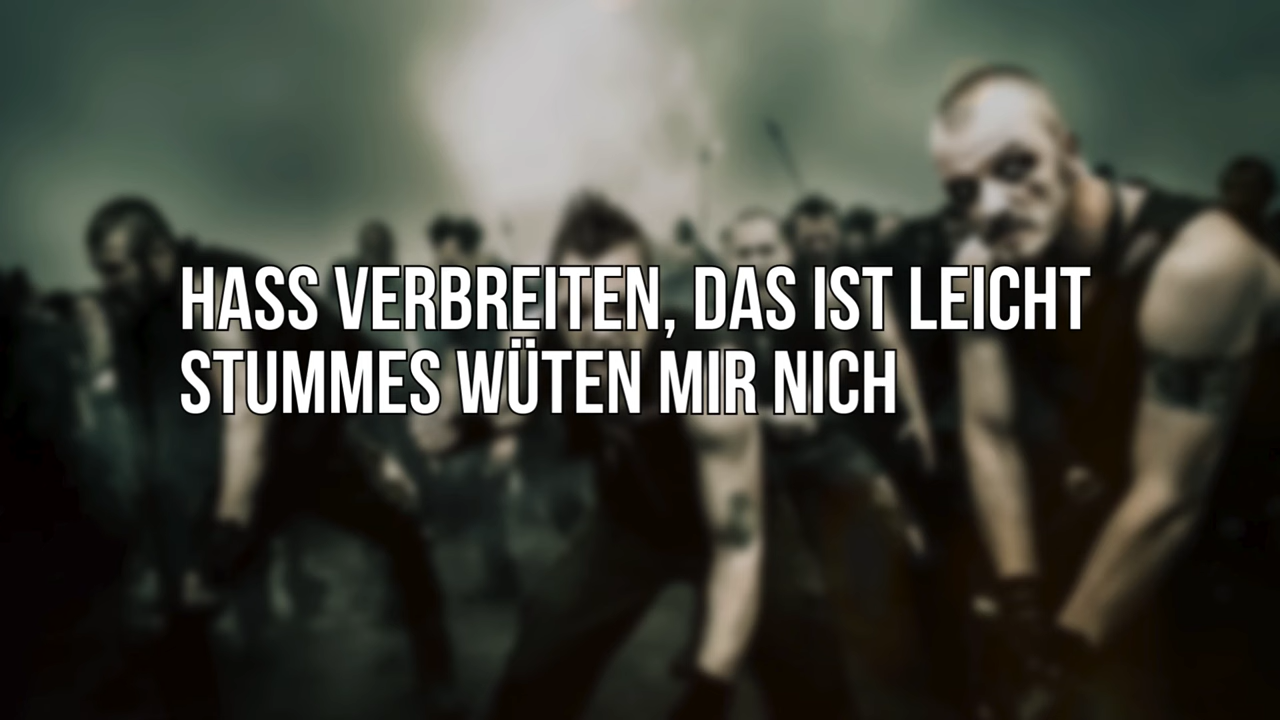 HASS VERBREITEN, DAS IST LEICHT
STUMMES WÜTEN MIR NICH